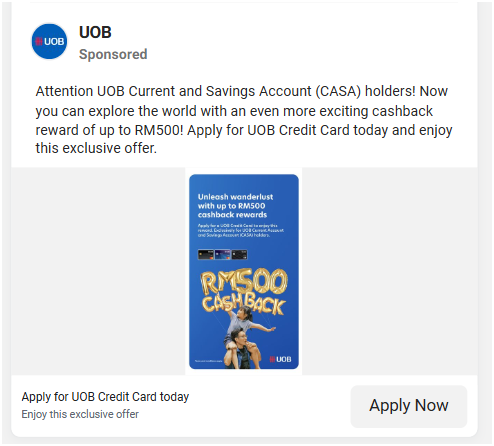 UOB
UOB
Sponsored
Attention UOB Current and Savings Account (CASA) holders! Now
you can explore the world with an even more exciting cashback
reward of up to RM500! Apply for UOB Credit Card today and enjoy
this exclusive offer.
Unleash wanderlust
with up to RM500
cashback rewards
Apply for a UOB Credit Card to enjoy this
reward. Exclusively for UOB Current Account
and Savings Account (CASA) holders.
RM500
CASHBACK
UOB
Apply for UOB Credit Card today
Enjoy this exclusive offer
Apply Now